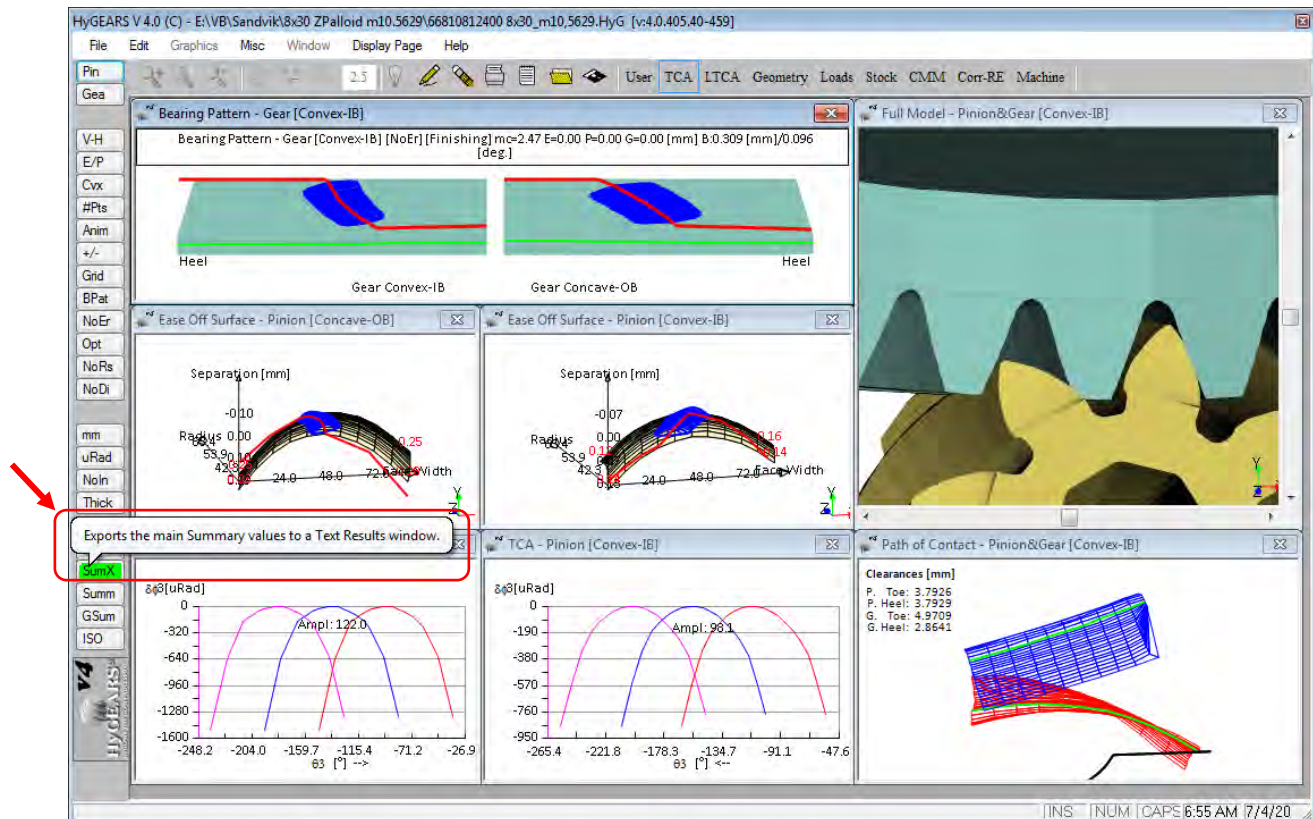 HyGEARS V 4.0 (C) - E:\VB\Sandvik\8x30 ZPalloid m10.5629\66810812400 8x30_m10,5629.HyG [v:4.0.405.40-459]
File Edit Graphics Misc Window Display Page Help
Pin
Gea
2.5
User TCA LTCA Geometry Loads Stock CMM Corr-RE Machine
V-H
E/P
Cvx
#Pts
Anim
+/-
Grid
BPat
NoEr
Opt
NoRs
NoDi
mm
uRad
NoIn
Thick
Exports the main Summary values to a Text Results window.
SumX
Summ
GSum
ISO
V4
HyGEARS
Bearing Pattern - Gear [Convex-IB]
Bearing Pattern - Gear [Convex-IB] [NoEr] [Finishing] mc=2.47 E=0.00 P=0.00 G=0.00 [mm] B:0.309 [mm]/0.096
[deg.]
Heel
Heel
Gear Convex-IB
Gear Concave-OB
Full Model - Pinion&Gear [Convex-IB]
Y
Z
Ease Off Surface - Pinion [Concave-OB]
Separation [mm]
-0.10
Radius 0.00
53.9
0.25
24.0 48.0 72.0
Face Width
Y
Z
Ease Off Surface - Pinion [Convex-IB]
Separation [mm]
-0.07
Radius 0.00
0.16
53.9
0.14
42.3
24.0 48.0 72.0
Face Width
Y
Z
δϕ3[uRad]
0
-320
-640
-960
-1280
-1600
Ampl: 122.0
-248.2 -204.0 -159.7 -115.4 -71.2 -26.9
θ3 [°] -->
TCA - Pinion [Convex-IB]
δϕ3[uRad]
0
-190
-380
-570
-760
-950
Ampl: 93.1
-265.4 -221.8 -178.3 -134.7 -91.1 -47.6
θ3 [°] <--
Path of Contact - Pinion&Gear [Convex-IB]
Clearances [mm]
P. Toe: 3.7926
P. Heel: 3.7929
G. Toe: 4.9709
G. Heel: 2.8641
INS NUM CAPS 6:55 AM 7/4/20